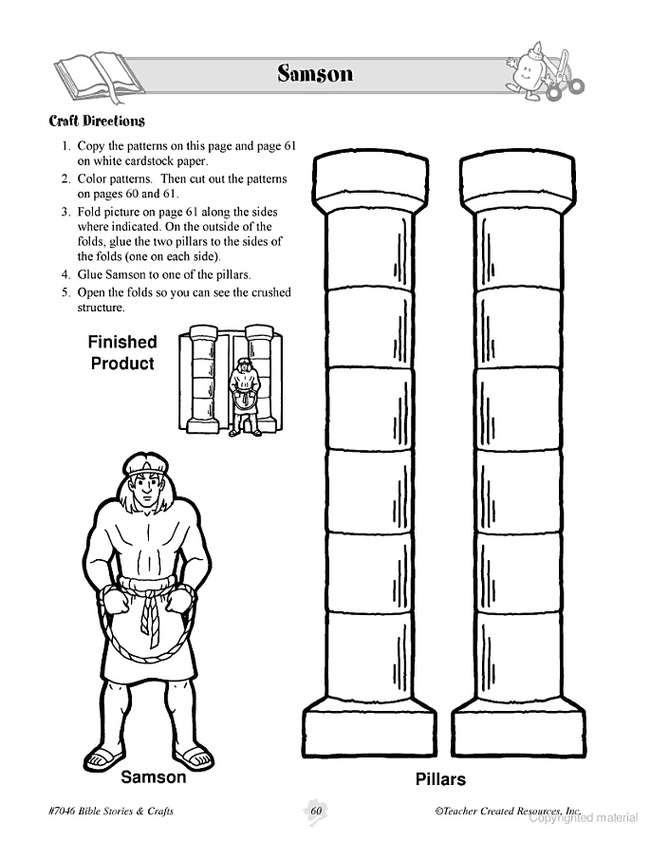 Samson
Craft Directions
1. Copy the patterns on this page and page 61
on white cardstock paper.
2. Color patterns. Then cut out the patterns
on pages 60 and 61.
3. Fold picture on page 61 along the sides
where indicated. On the outside of the
folds, glue the two pillars to the sides of
the folds (one on each side).
4. Glue Samson to one of the pillars.
5. Open the folds so you can see the crushed
structure.
Finished
Product
Samson
Pillars
#7046 Bible Stories & Crafts
60
©Teacher Created Resources, Inc.
Copyrighted material